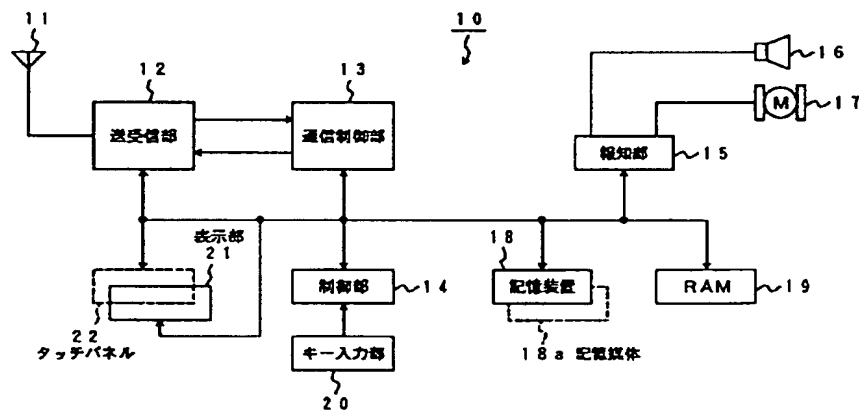 11
10
12
13
16
送受信部
通信制御部
M
17
報知部
15
表示部
21
18
制御部
14
記憶装置
RAM
19
22
タッチパネル
キー入力部
18a 記憶媒体
20